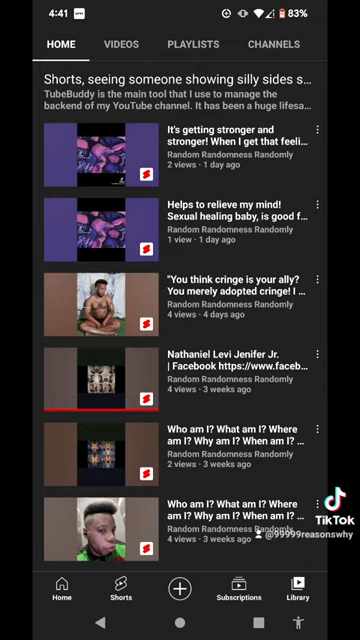 4:41
83%
HOME
VIDEOS
PLAYLISTS
CHANNELS
Shorts, seeing someone showing silly sides s...
TubeBuddy is the main tool that I use to manage the
backend of my YouTube channel. It has been a huge lifesa...
It's getting stronger and
stronger! When I get that feeli...
Random Randomness Randomly
2 views · 1 day ago
Helps to relieve my mind!
Sexual healing baby, is good f...
Random Randomness Randomly
1 view · 1 day ago
"You think cringe is your ally?
You merely adopted cringe! I ...
Random Randomness Randomly
4 views · 4 days ago
Nathaniel Levi Jenifer Jr.
| Facebook https://www.faceb...
Random Randomness Randomly
4 views · 3 weeks ago
Who am I? What am I? Where
am I? Why am I? When am I? ...
Random Randomness Randomly
2 views · 3 weeks ago
Who am I? What am I? Where
am I? Why am I? When am I? ...
Random Randomness Randomly
4 views · 3 weeks ago
TikTok
@99999reasonswhy
Home
Shorts
Subscriptions
Library